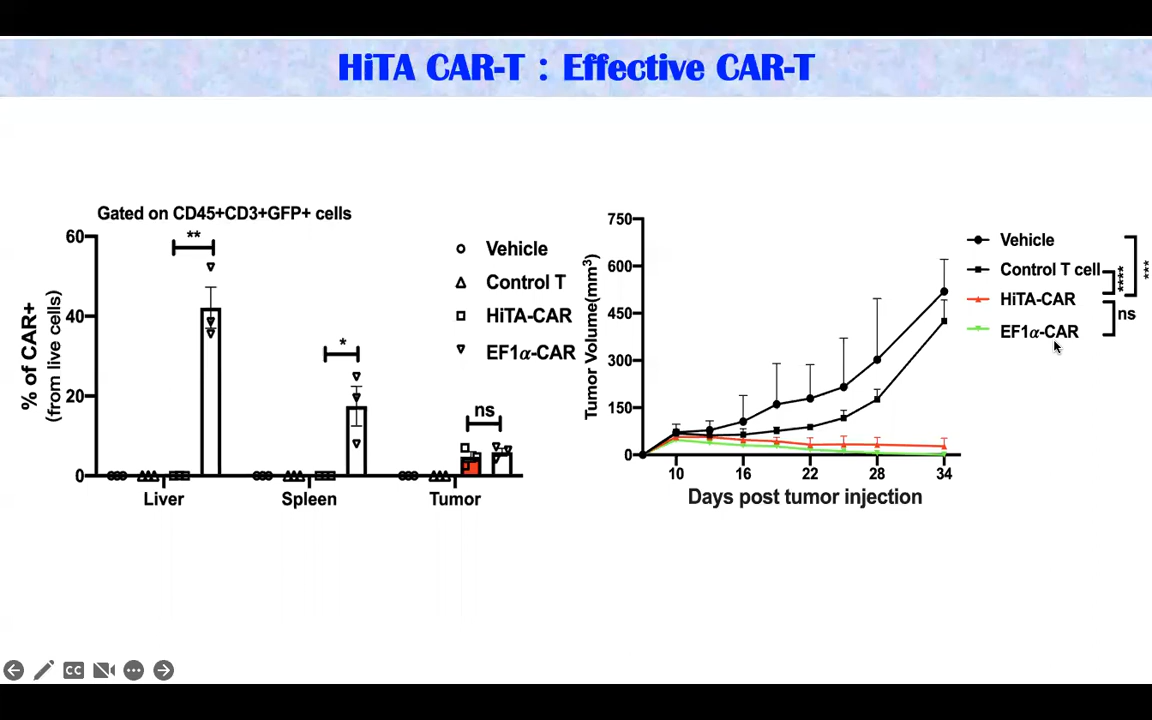 HiTA CAR-T : Effective CAR-T
Gated on CD45+CD3+GFP+ cells
% of CAR+
(from live cells)
60
40
20
0
**
*
ns
Liver
Spleen
Tumor
Vehicle
Control T
HiTA-CAR
EF1α-CAR
Tumor Volume(mm³)
750
600
450
300
150
0
10
16
22
28
34
Days post tumor injection
Vehicle
Control T cell
HiTA-CAR
EF1α-CAR
****
***
ns
CC